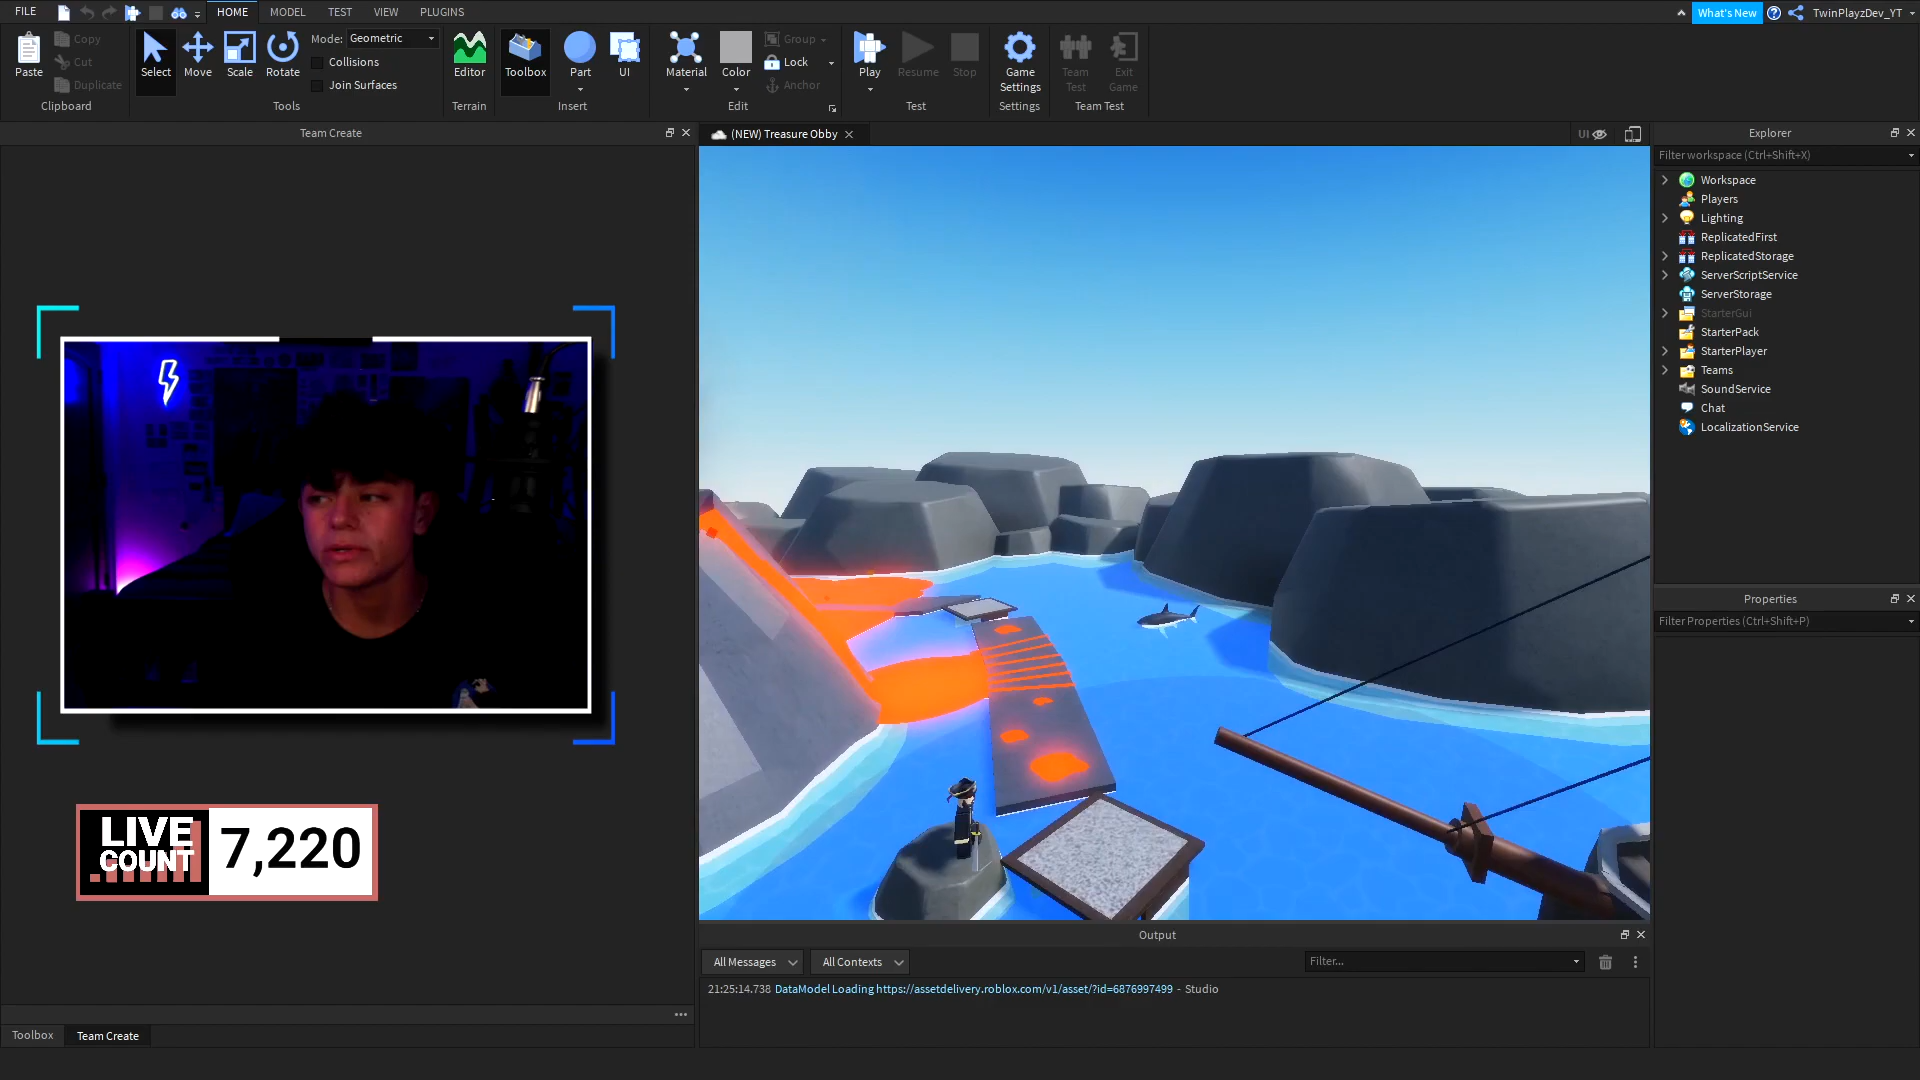 FILE HOME MODEL TEST VIEW PLUGINS What's New TwinPlayzDev_YT
Paste Copy Cut Duplicate Clipboard
Select Move Scale Rotate Mode: Geometric Collisions Join Surfaces Tools
Editor Terrain
Toolbox Part UI Insert
Material Color Group Lock Anchor Edit
Play Resume Stop Test
Game Settings Settings
Team Test Exit Game Team Test
Team Create
(NEW) Treasure Obby
UI
Explorer
Filter workspace (Ctrl+Shift+X)
Workspace
Players
Lighting
ReplicatedFirst
ReplicatedStorage
ServerScriptService
ServerStorage
StarterGui
StarterPack
StarterPlayer
Teams
SoundService
Chat
LocalizationService
Properties
Filter Properties (Ctrl+Shift+P)
LIVE
COUNT
7,220
Output
All Messages All Contexts Filter...
21:25:14.738 DataModel Loading https://assetdelivery.roblox.com/v1/asset/?id=6876997499 - Studio
Toolbox Team Create